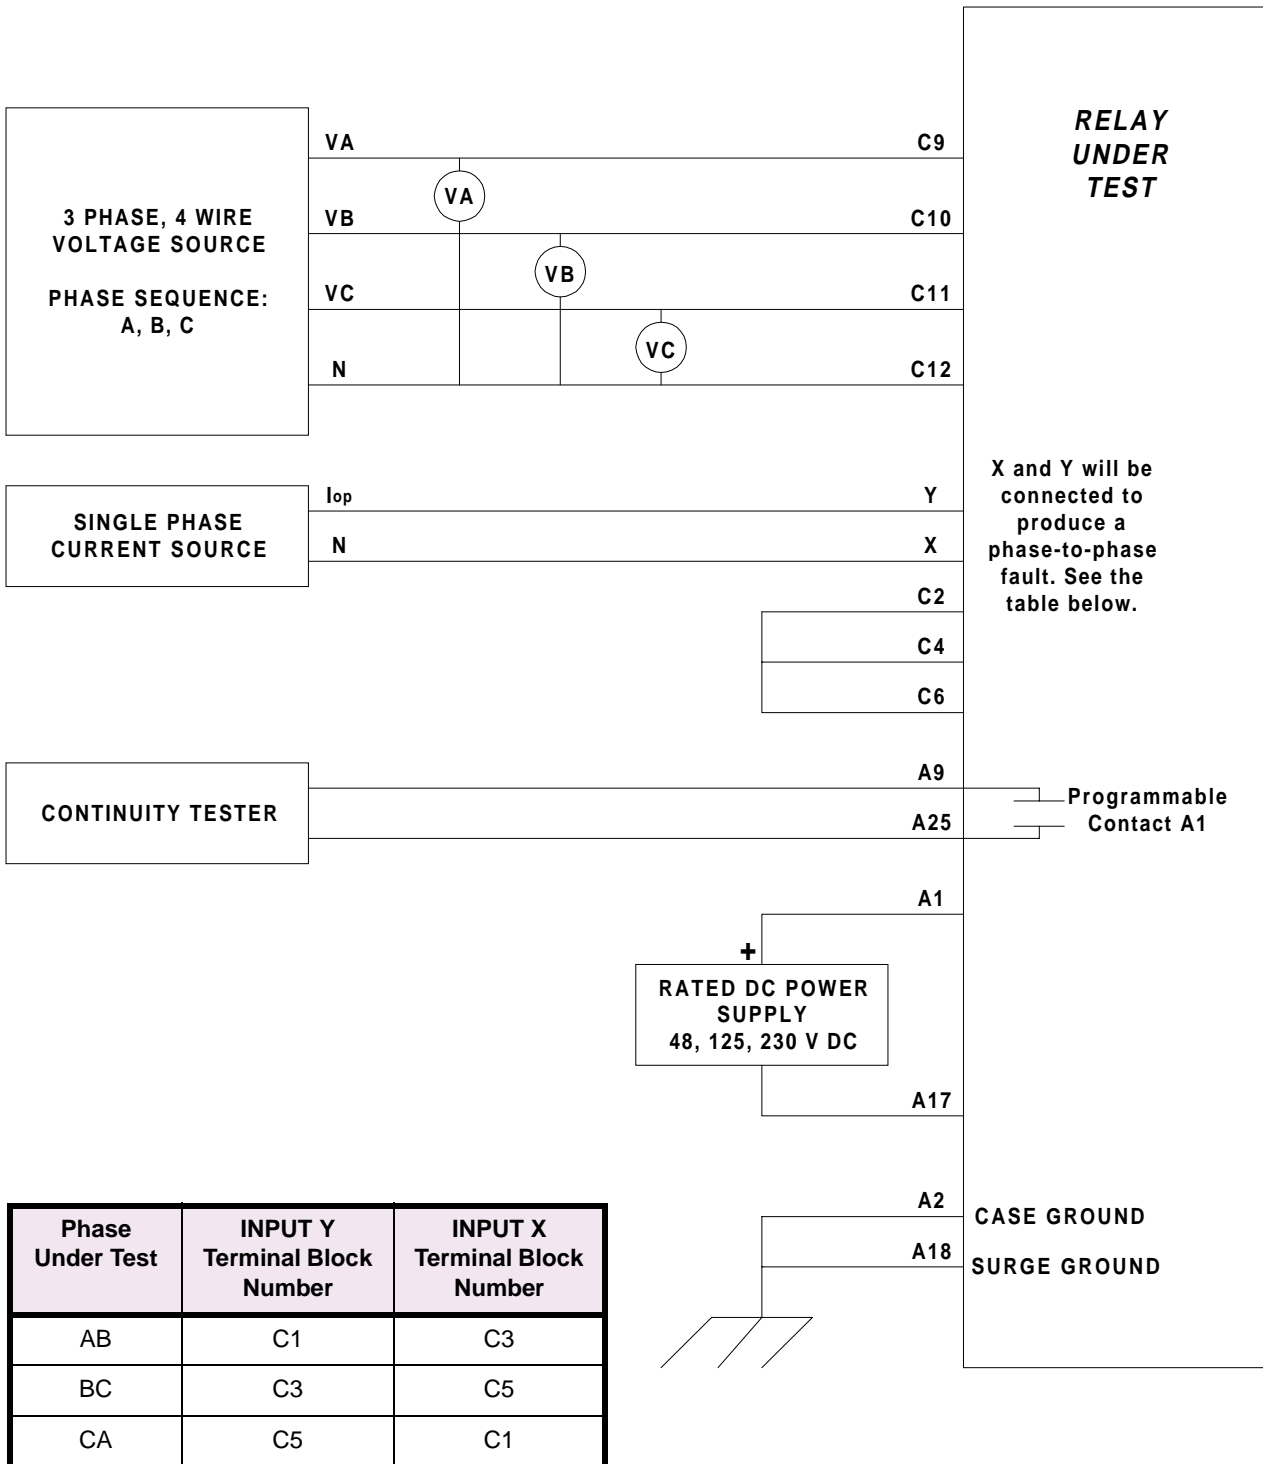 RELAY
UNDER
TEST
3 PHASE, 4 WIRE
VOLTAGE SOURCE
PHASE SEQUENCE:
A, B, C
VA
C9
VA
VB
C10
VB
VC
C11
VC
N
C12
SINGLE PHASE
CURRENT SOURCE
Iop
Y
N
X
X and Y will be
connected to
produce a
phase-to-phase
fault. See the
table below.
C2
C4
C6
CONTINUITY TESTER
A9
A25
Programmable
Contact A1
A1
+
RATED DC POWER
SUPPLY
48, 125, 230 V DC
A17
A2
CASE GROUND
A18
SURGE GROUND
Phase
Under Test
INPUT Y
Terminal Block
Number
INPUT X
Terminal Block
Number
AB C1 C3
BC C3 C5
CA C5 C1